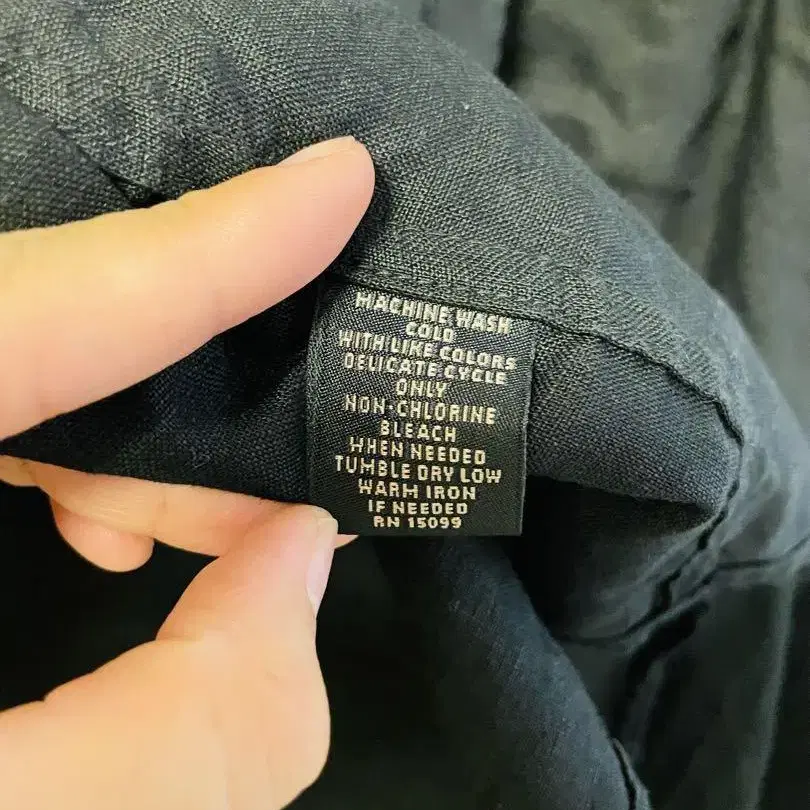 MACHINE WASH
COLD
WITH LIKE COLORS
DELICATE CYCLE
ONLY
NON-CHLORINE
BLEACH
WHEN NEEDED
TUMBLE DRY LOW
WARM IRON
IF NEEDED
RN 15099